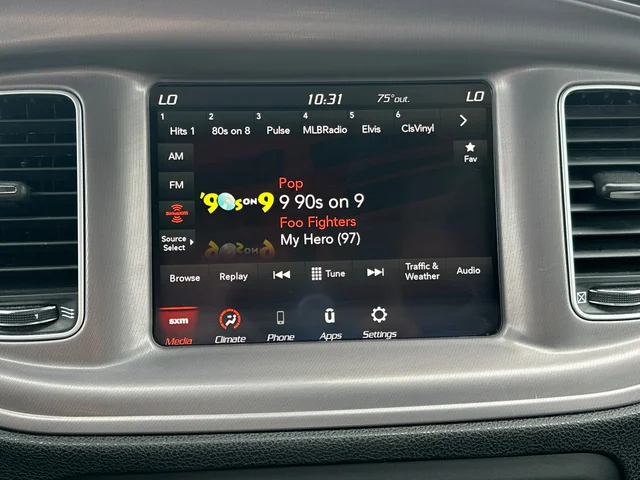 LO 10:31 75°out. LO
1 2 3 4 5 6
Hits 1 80s on 8 Pulse MLBRadio Elvis ClsVinyl
AM
Fav
FM
Pop
'90s ON 9
9 90s on 9
Foo Fighters
My Hero (97)
Source
Select
Browse Replay Tune Traffic &
Weather Audio
sxm
Media Climate Phone Apps Settings